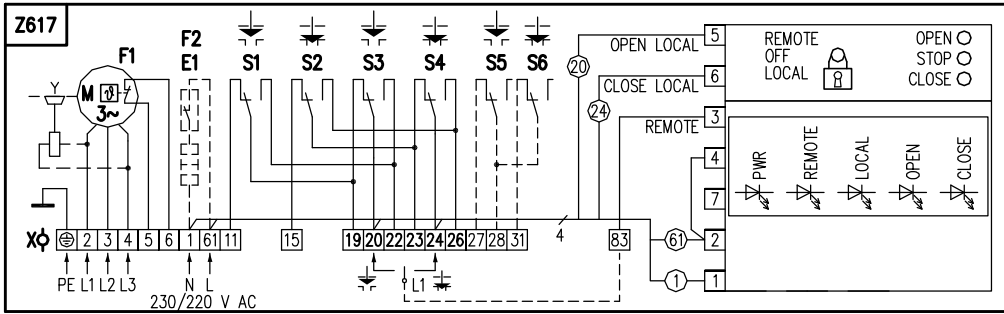 Z617
F1
F2
E1
S1 S2 S3 S4 S5 S6
Y
M ϑ
3~
X
2 3 4 5 6 1 61 11 15 19 20 22 23 24 26 27 28 31 83
PE L1 L2 L3
N L
230/220 V AC
L1
4
20
24
61
1
OPEN LOCAL 5
CLOSE LOCAL 6
REMOTE 3
4
7
2
1
REMOTE
OFF
LOCAL
OPEN
STOP
CLOSE
PWR
REMOTE
LOCAL
OPEN
CLOSE